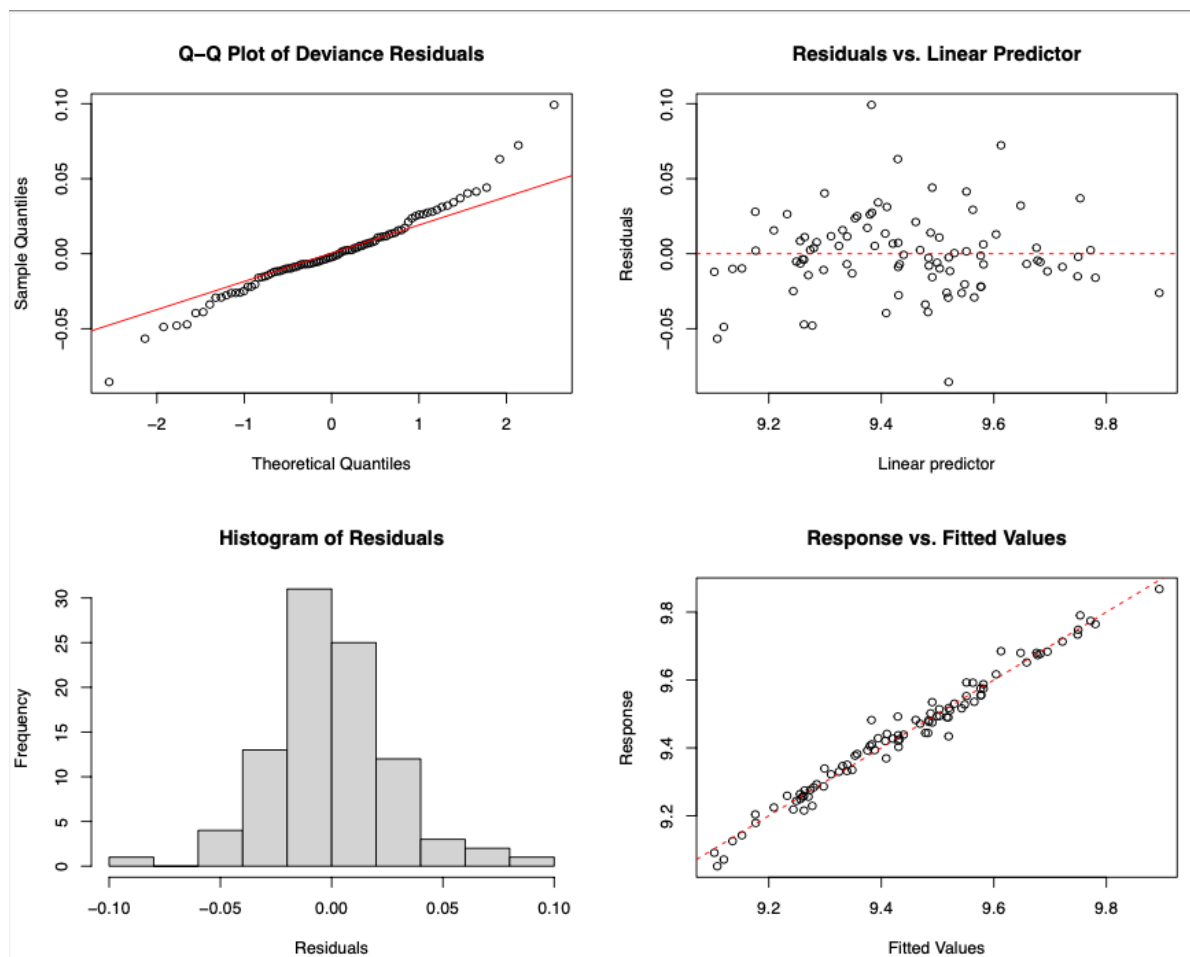 Q−Q Plot of Deviance Residuals
Sample Quantiles
0.10
0.05
0.00
−0.05
−2 −1 0 1 2
Theoretical Quantiles
Residuals vs. Linear Predictor
Residuals
0.10
0.05
0.00
−0.05
9.2 9.4 9.6 9.8
Linear predictor
Histogram of Residuals
Frequency
30
25
20
15
10
5
0
−0.10 −0.05 0.00 0.05 0.10
Residuals
Response vs. Fitted Values
Response
9.8
9.6
9.4
9.2
9.2 9.4 9.6 9.8
Fitted Values